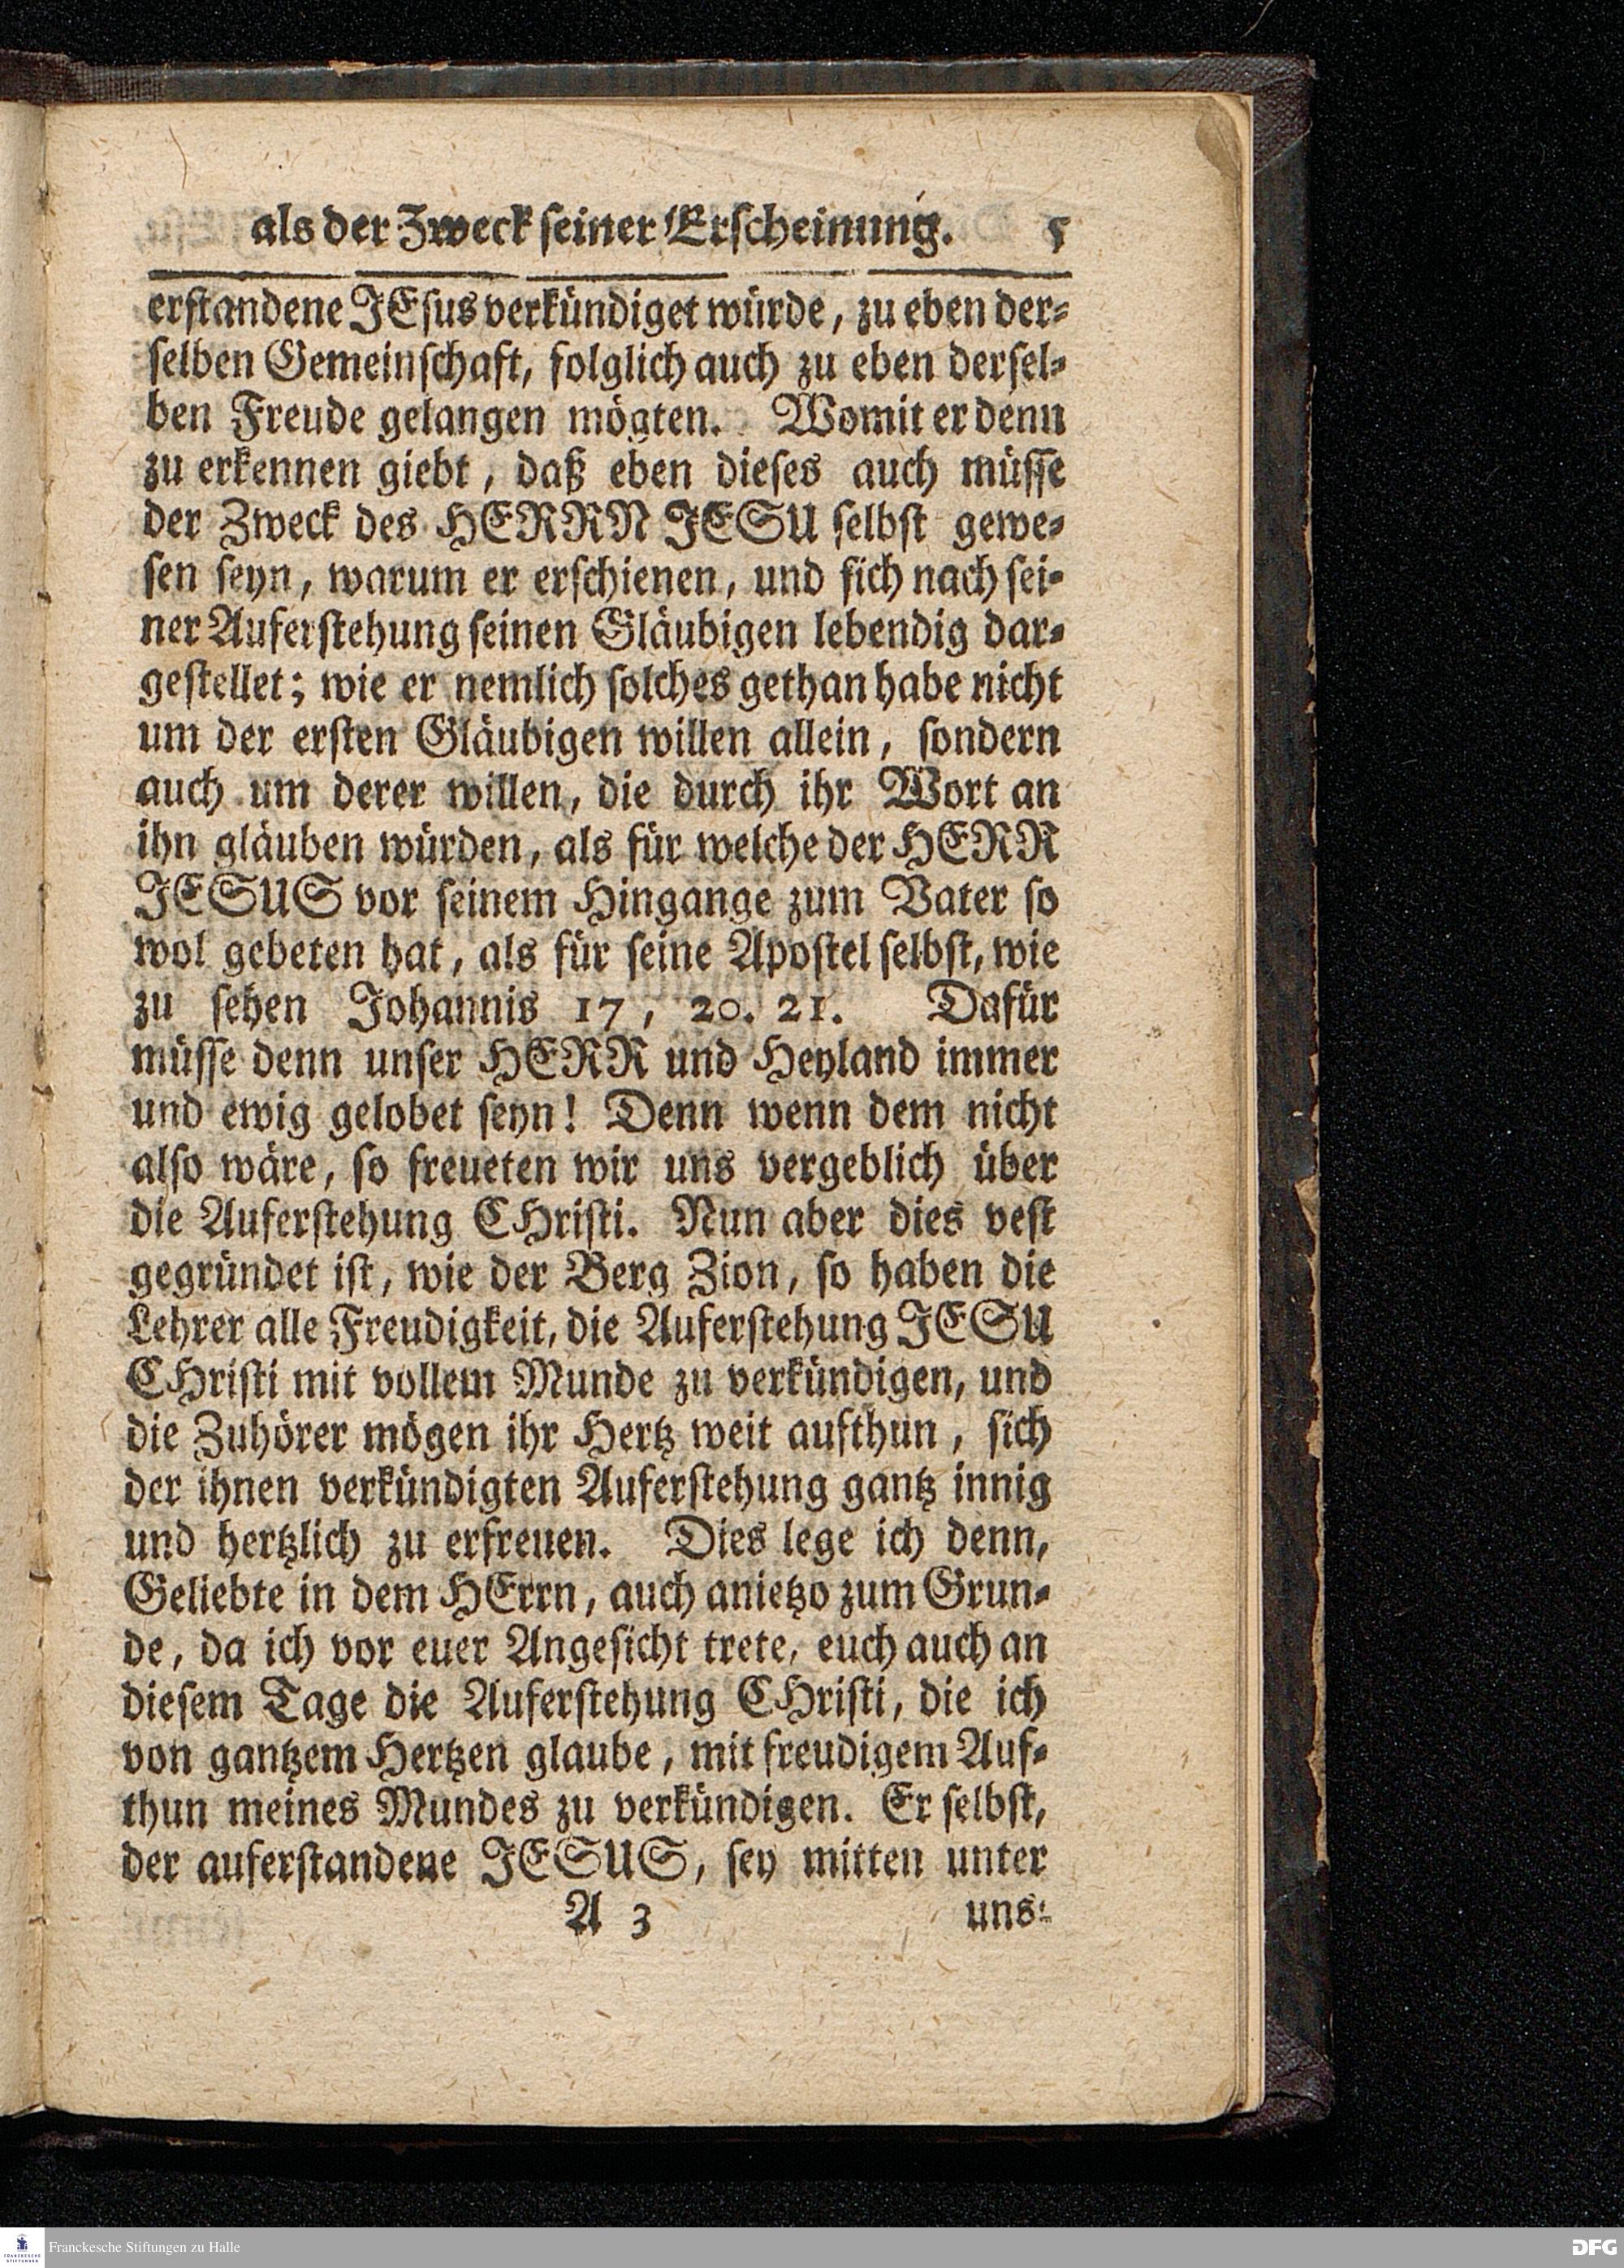 als der Zweck seiner Erscheinung. 5
erstandene JEsus verkündiget würde, zu eben der-
selben Gemeinschaft, folglich auch zu eben dersel-
ben Freude gelangen mögten. Womit er denn
zu erkennen giebt, daß eben dieses auch müsse
der Zweck des HERRN JESU selbst gewe-
sen seyn, warum er erschienen, und sich nach sei-
ner Auferstehung seinen Gläubigen lebendig dar-
gestellet; wie er nemlich solches gethan habe nicht
um der ersten Gläubigen willen allein, sondern
auch um derer willen, die durch ihr Wort an
ihn gläuben würden, als für welche der HERR
JESUS vor seinem Hingange zum Vater so
wol gebeten hat, als für seine Apostel selbst, wie
zu sehen Johannis 17, 20. 21. Dafür
müsse denn unser HERR und Heyland immer
und ewig gelobet seyn! Denn wenn dem nicht
also wäre, so freueten wir uns vergeblich über
die Auferstehung CHristi. Nun aber dies vest
gegründet ist, wie der Berg Zion, so haben die
Lehrer alle Freudigkeit, die Auferstehung JESU
CHristi mit vollem Munde zu verkündigen, und
die Zuhörer mögen ihr Hertz weit aufthun, sich
der ihnen verkündigten Auferstehung gantz innig
und hertzlich zu erfreuen. Dies lege ich denn,
Geliebte in dem HErrn, auch anietzo zum Grun-
de, da ich vor euer Angesicht trete, euch auch an
diesem Tage die Auferstehung CHristi, die ich
von gantzem Hertzen glaube, mit freudigem Auf-
thun meines Mundes zu verkündigen. Er selbst,
der auferstandene JESUS, sey mitten unter
A 3 uns:
FRANCKESCHE STIFTUNGEN
Franckesche Stiftungen zu Halle
DFG